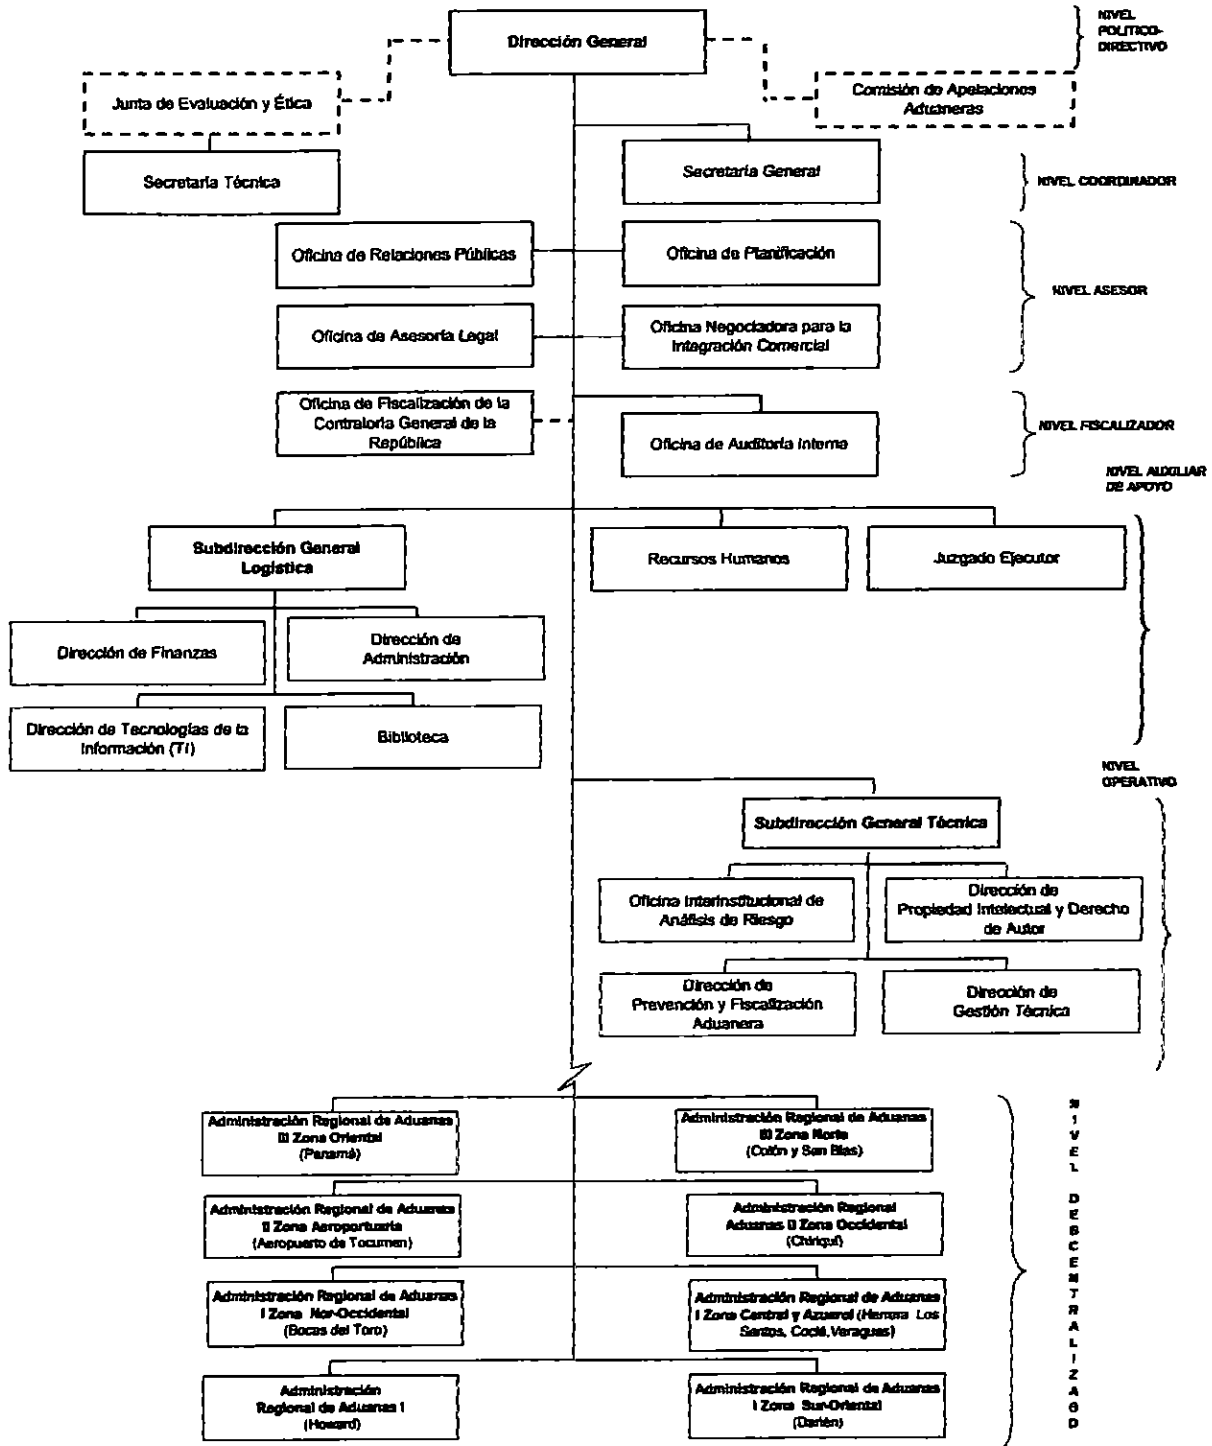 Dirección General
NIVEL
POLITICO-
DIRECTIVO
Junta de Evaluación y Ética
Comisión de Apelaciones
Aduaneras
Secretaría Técnica
Secretaría General
NIVEL COORDINADOR
Oficina de Relaciones Públicas
Oficina de Planificación
NIVEL ASESOR
Oficina de Asesoría Legal
Oficina Negociadora para la
Integración Comercial
Oficina de Fiscalización de la
Contraloría General de la
República
Oficina de Auditoría Interna
NIVEL FISCALIZADOR
NIVEL AUXILIAR
DE APOYO
Subdirección General
Logística
Recursos Humanos
Juzgado Ejecutor
Dirección de Finanzas
Dirección de
Administración
Dirección de Tecnologías de la
Información (TI)
Biblioteca
NIVEL
OPERATIVO
Subdirección General Técnica
Oficina Interinstitucional de
Análisis de Riesgo
Dirección de
Propiedad Intelectual y Derecho
de Autor
Dirección de
Prevención y Fiscalización
Aduanera
Dirección de
Gestión Técnica
Administración Regional de Aduanas
III Zona Oriental
(Panamá)
Administración Regional de Aduanas
III Zona Norte
(Colón y San Blas)
Administración Regional de Aduanas
II Zona Aeroportuaria
(Aeropuerto de Tocumen)
Administración Regional
Aduanas II Zona Occidental
(Chiriquí)
Administración Regional de Aduanas
I Zona Nor-Occidental
(Bocas del Toro)
Administración Regional de Aduanas
I Zona Central y Azuerol (Herrera Los
Santos, Coclé,Veraguas)
Administración
Regional de Aduanas I
(Howard)
Administración Regional de Aduanas
I Zona Sur-Oriental
(Darién)
NIVEL DESCENTRALIZADO